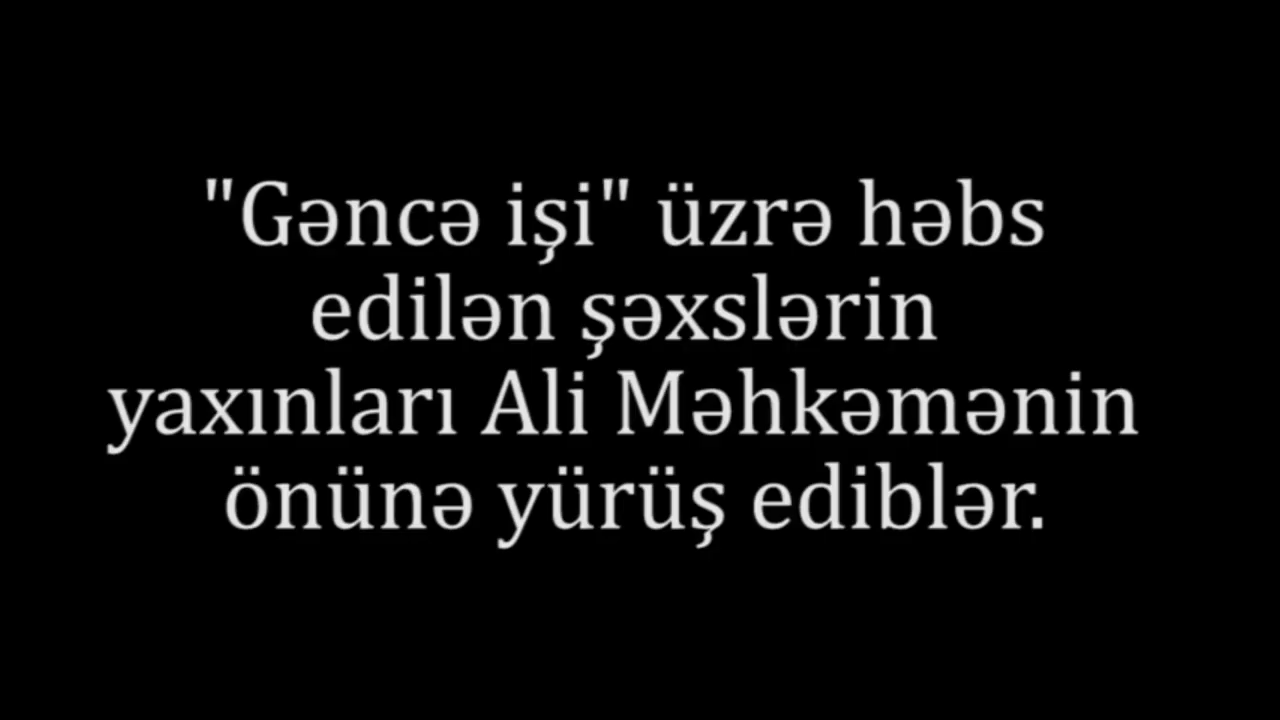 "Gəncə işi" üzrə həbs
edilən şəxslərin
yaxınları Ali Məhkəmənin
önünə yürüş ediblər.